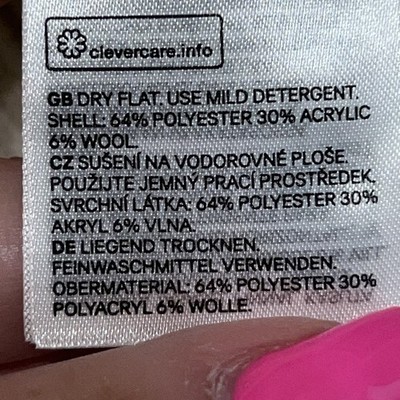 clevercare.info
GB DRY FLAT. USE MILD DETERGENT.
SHELL: 64% POLYESTER 30% ACRYLIC
6% WOOL.
CZ SUŠENÍ NA VODOROVNÉ PLOŠE.
POUŽIJTE JEMNÝ PRACÍ PROSTŘEDEK.
SVRCHNÍ LÁTKA: 64% POLYESTER 30%
AKRYL 6% VLNA.
DE LIEGEND TROCKNEN.
FEINWASCHMITTEL VERWENDEN.
OBERMATERIAL: 64% POLYESTER 30%
POLYACRYL 6% WOLLE.